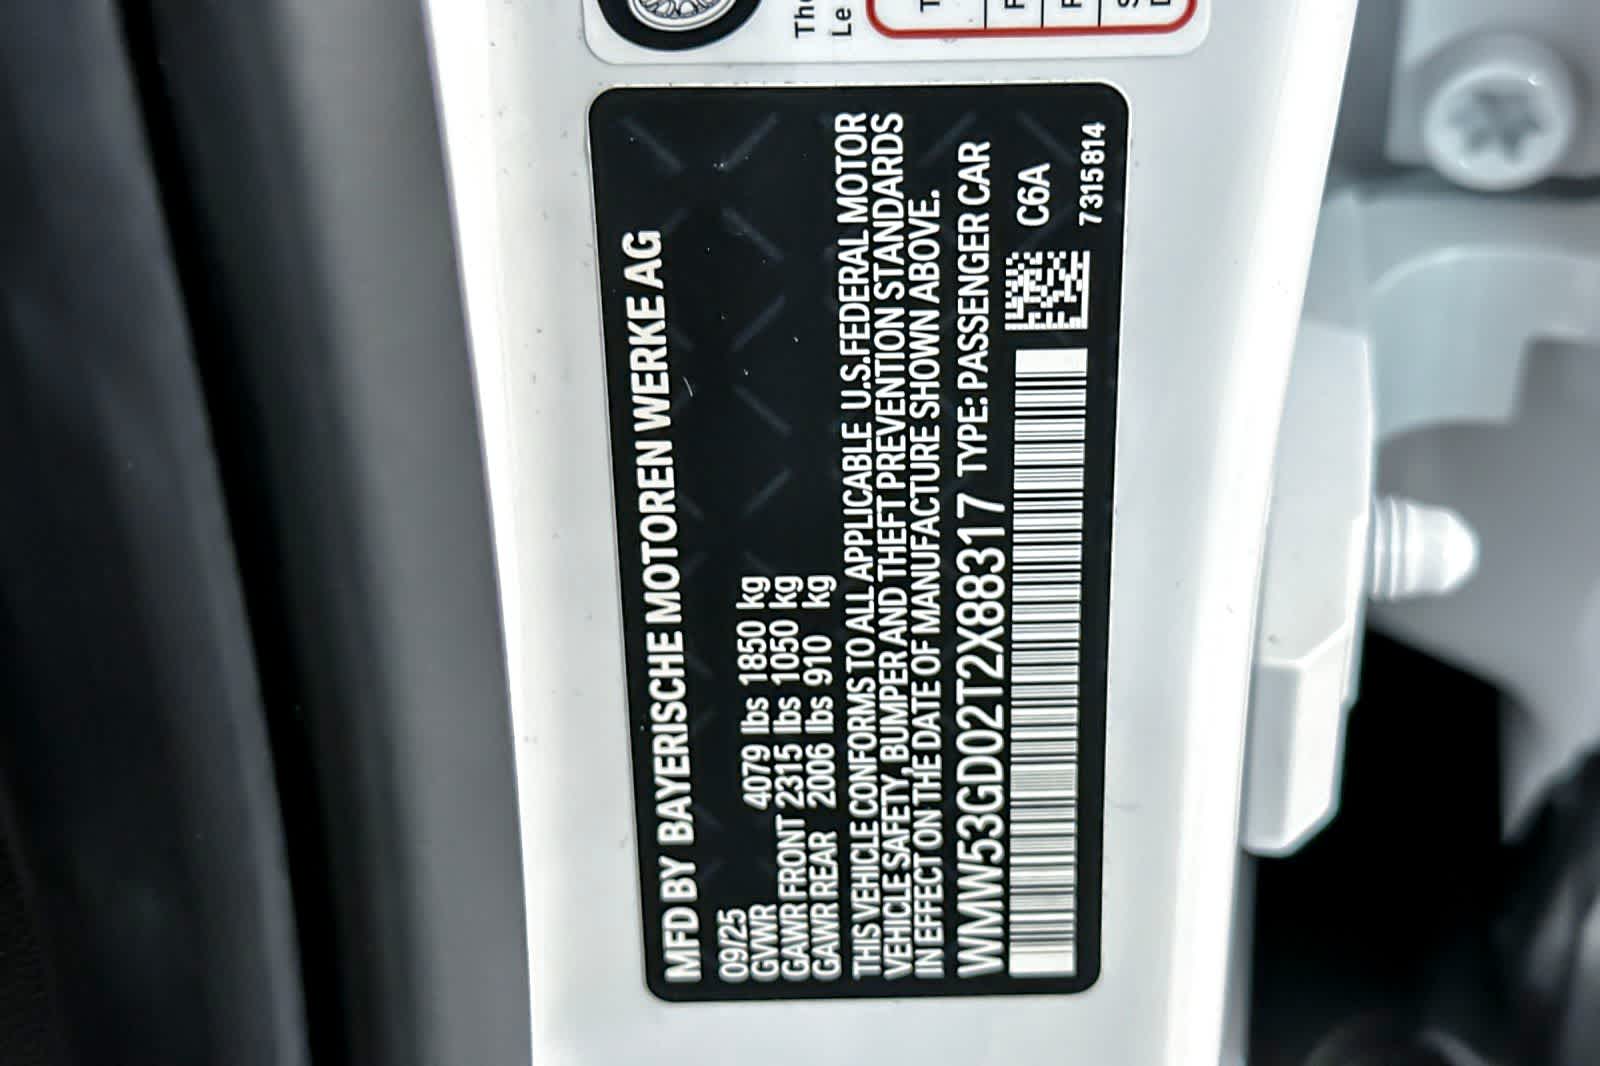 The
Le
MFD BY BAYERISCHE MOTOREN WERKE AG
09/25
GVWR 4079 lbs 1850 kg
GAWR FRONT 2315 lbs 1050 kg
GAWR REAR 2006 lbs 910 kg
THIS VEHICLE CONFORMS TO ALL APPLICABLE U.S.FEDERAL MOTOR
VEHICLE SAFETY, BUMPER AND THEFT PREVENTION STANDARDS
IN EFFECT ON THE DATE OF MANUFACTURE SHOWN ABOVE.
WMW53GD02T2X88317 TYPE: PASSENGER CAR
C6A
7315814